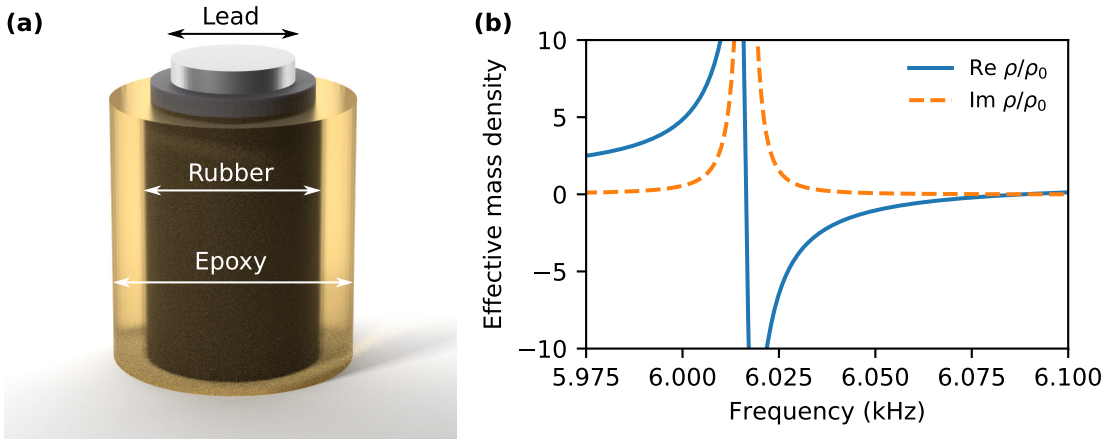 (a)
Lead
Rubber
Epoxy
(b)
Effective mass density
10
5
0
−5
−10
Re ρ/ρ₀
Im ρ/ρ₀
5.975 6.000 6.025 6.050 6.075 6.100
Frequency (kHz)